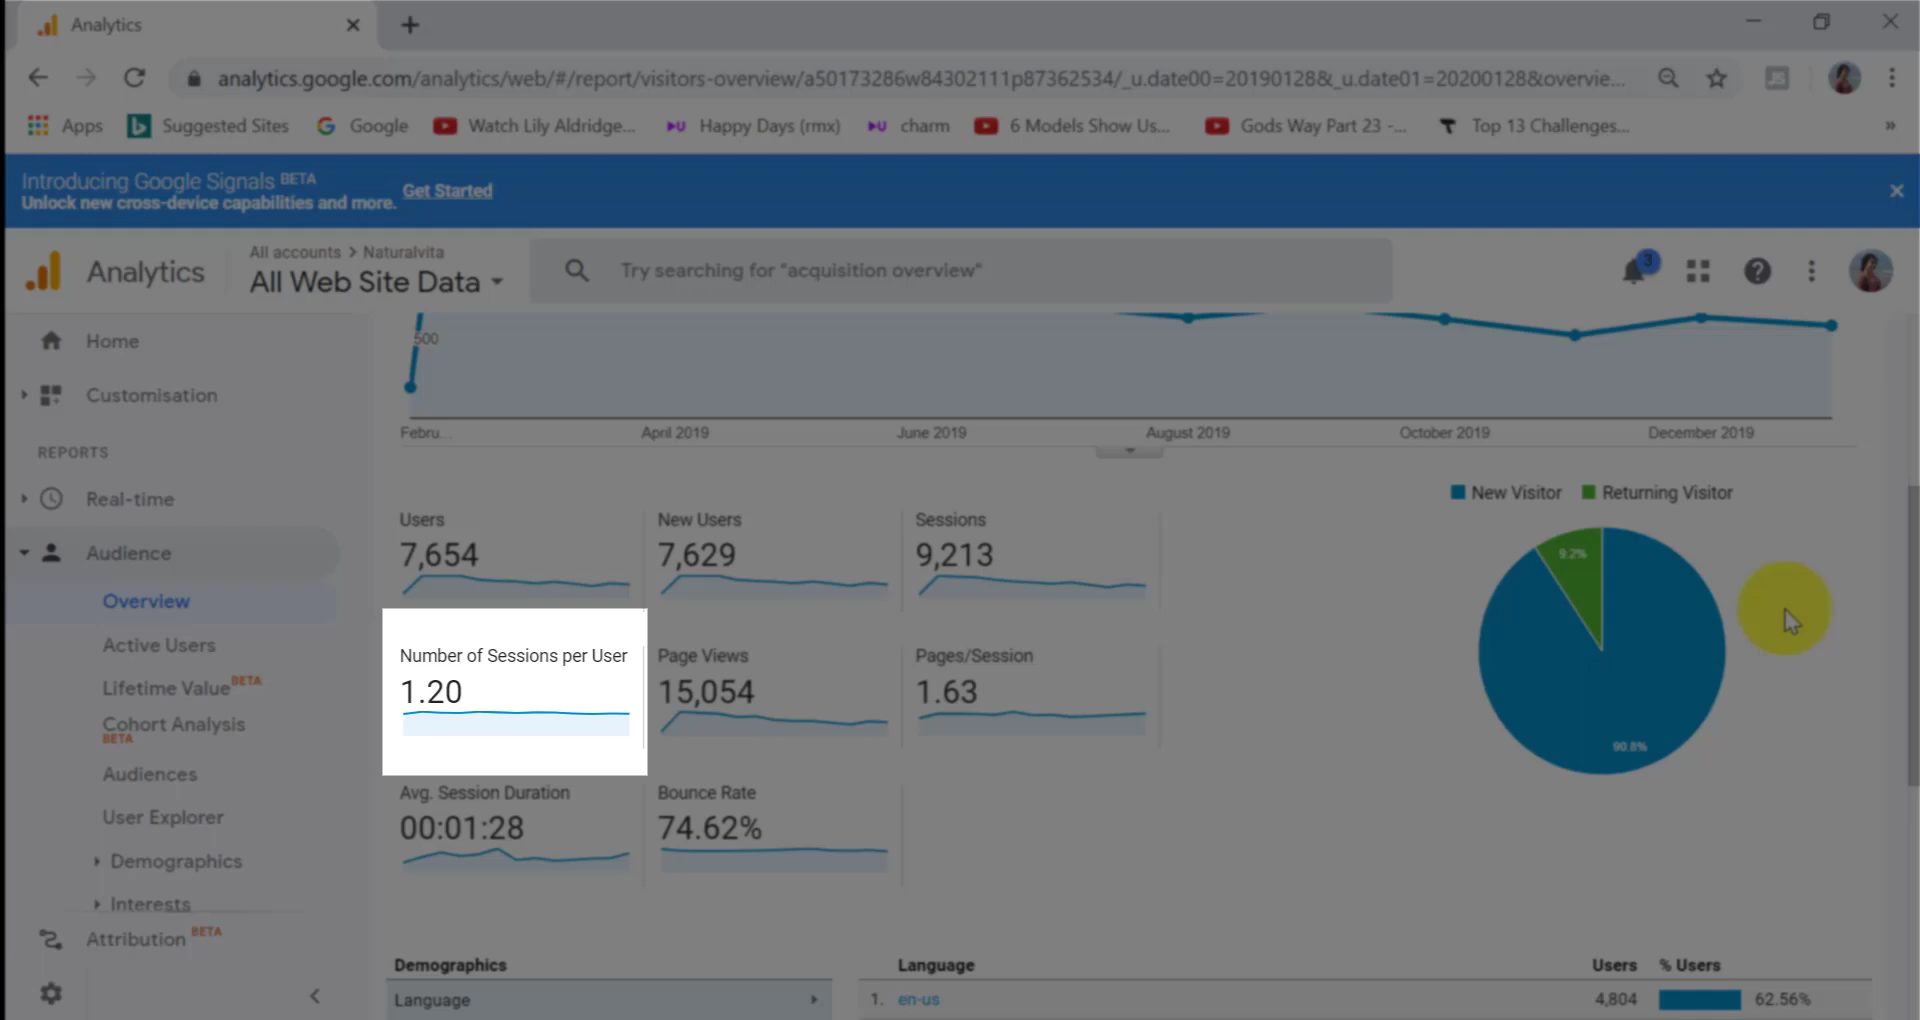 Analytics
analytics.google.com/analytics/web/#/report/visitors-overview/a50173286w84302111p87362534/_u.date00=20190128&_u.date01=20200128&overvie...
Apps
Suggested Sites
Google
Watch Lily Aldridge...
Happy Days (rmx)
charm
6 Models Show Us...
Gods Way Part 23 -...
Top 13 Challenges...
»
Introducing Google Signals BETA
Unlock new cross-device capabilities and more. Get Started
Analytics
All accounts > Naturalvita
All Web Site Data
Try searching for "acquisition overview"
3
Home
Customisation
REPORTS
Real-time
Audience
Overview
Active Users
Lifetime Value BETA
Cohort Analysis
BETA
Audiences
User Explorer
Demographics
Interests
Attribution BETA
500
Febru...
April 2019
June 2019
August 2019
October 2019
December 2019
New Visitor
Returning Visitor
9.2%
90.8%
Users
7,654
New Users
7,629
Sessions
9,213
Number of Sessions per User
1.20
Page Views
15,054
Pages/Session
1.63
Avg. Session Duration
00:01:28
Bounce Rate
74.62%
Demographics
Language
Language
Users
% Users
1. en-us
4,804
62.56%